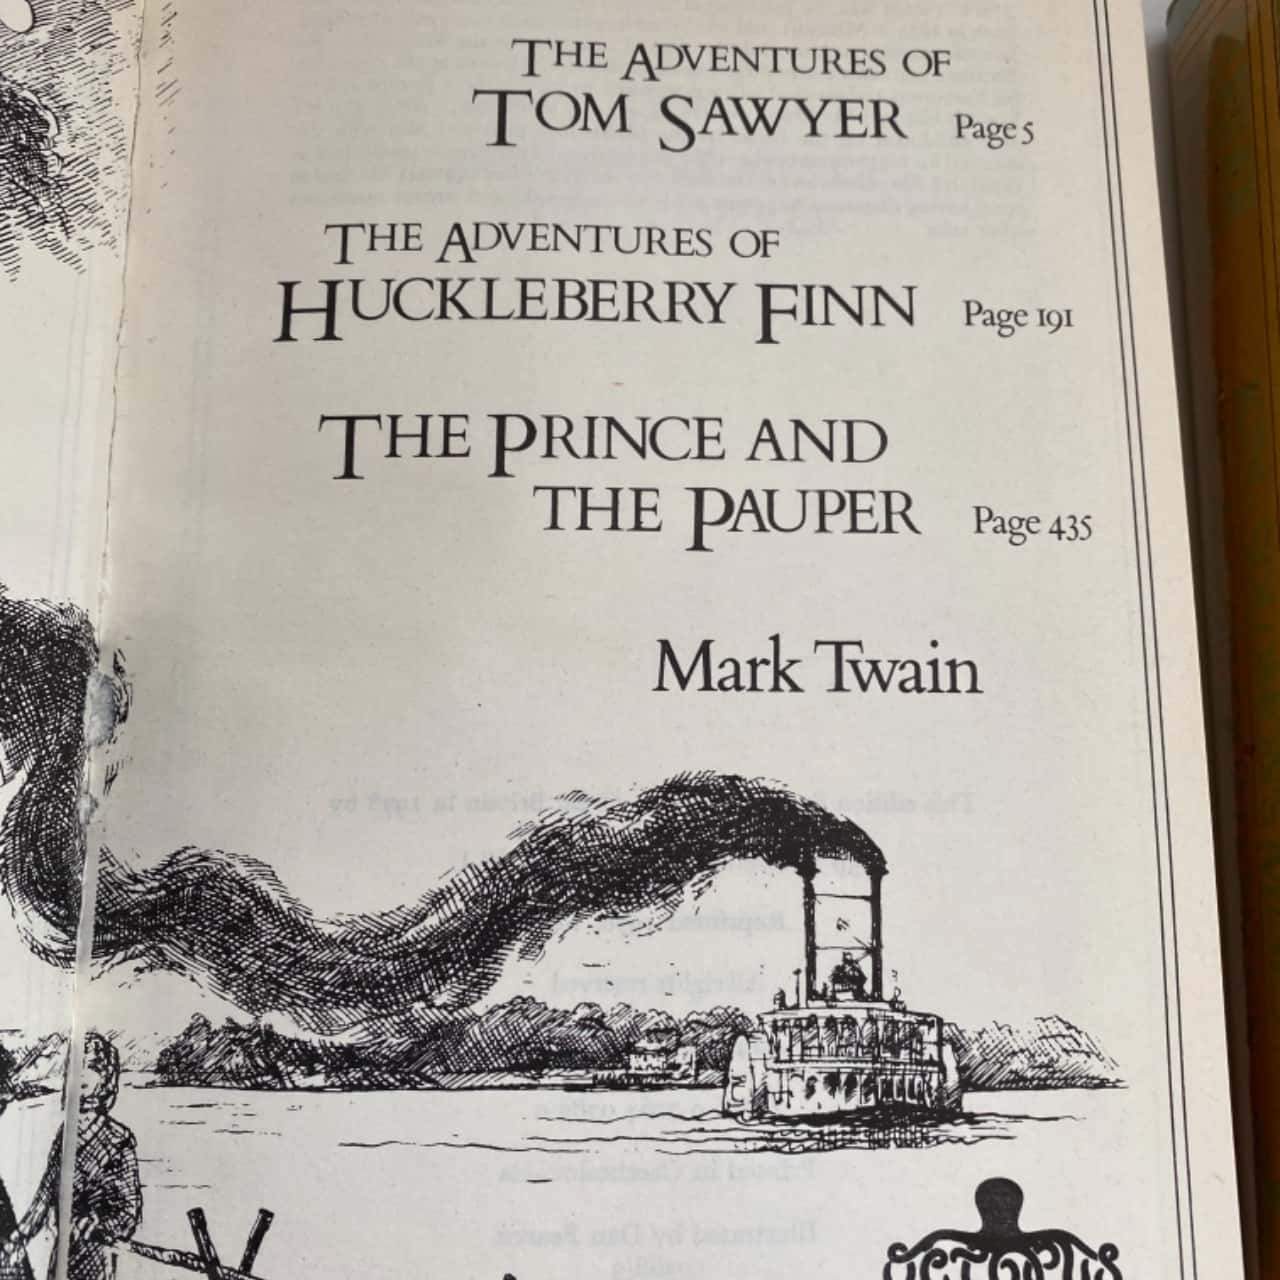 THE ADVENTURES OF
TOM SAWYER Page 5
THE ADVENTURES OF
HUCKLEBERRY FINN Page 191
THE PRINCE AND
THE PAUPER Page 435
Mark Twain
OCTOPUS